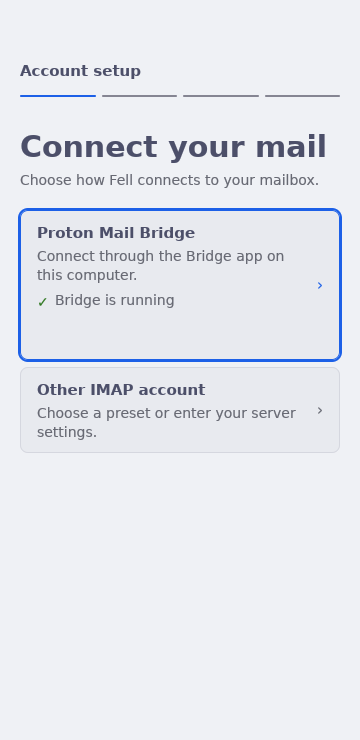 Account setup
Connect your mail
Choose how Fell connects to your mailbox.
Proton Mail Bridge
Connect through the Bridge app on
this computer.
✓ Bridge is running
›
Other IMAP account
Choose a preset or enter your server
settings.
›